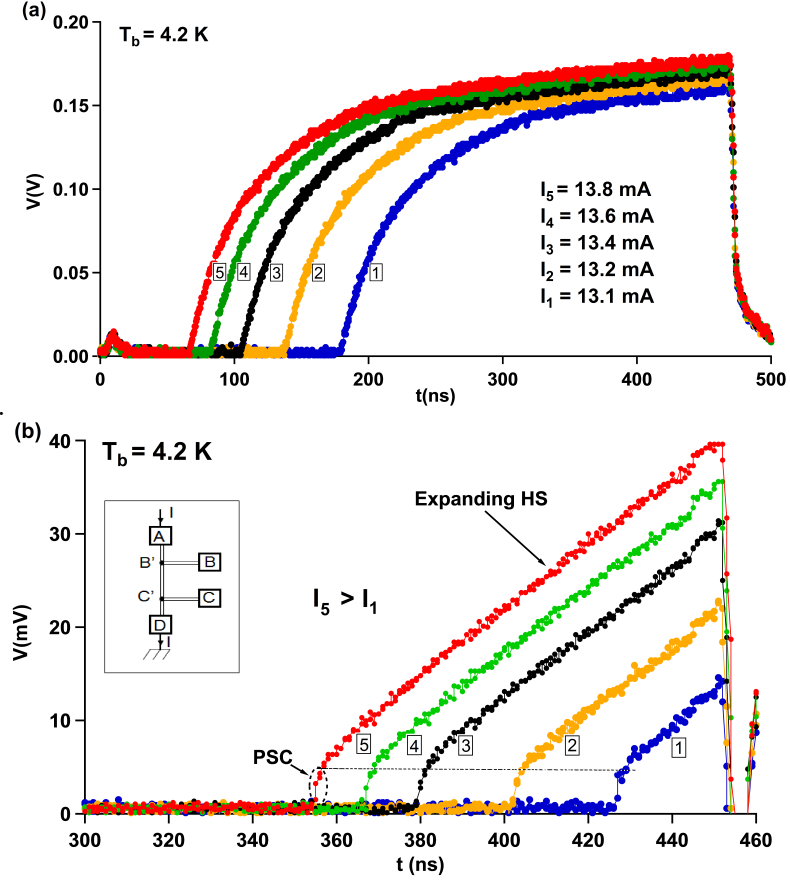 (a)
T_b = 4.2 K
0.20
0.15
0.10
0.05
0.00
V(V)
I_5 = 13.8 mA
I_4 = 13.6 mA
I_3 = 13.4 mA
I_2 = 13.2 mA
I_1 = 13.1 mA
5 4 3 2 1
0 100 200 300 400 500
t(ns)
(b)
T_b = 4.2 K
40
30
20
10
0
V(mV)
I
A
B' B
C' C
D
I
Expanding HS
I_5 > I_1
PSC
5 4 3 2 1
300 320 340 360 380 400 420 440 460
t (ns)